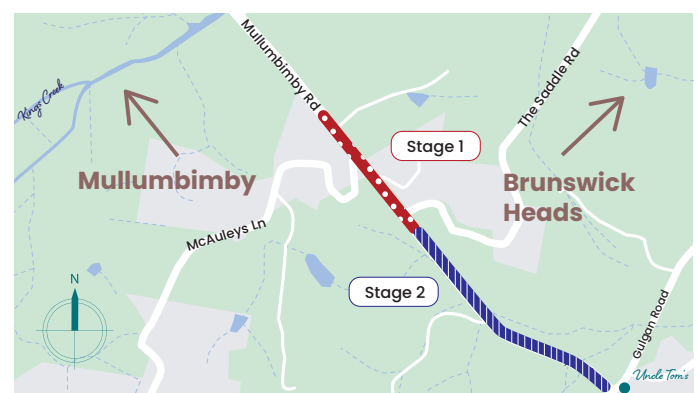 Mullumbimby Rd
The Saddle Rd
Kings Creek
Stage 1
Mullumbimby
Brunswick
Heads
McAuleys Ln
N
Stage 2
Gulgan Road
Uncle Tom's